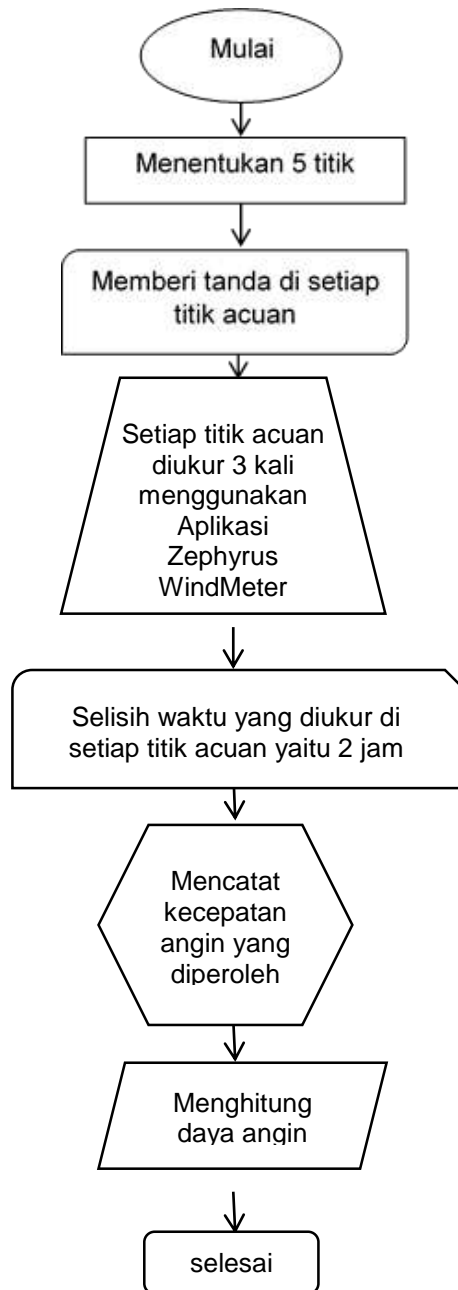 Mulai
Menentukan 5 titik
Memberi tanda di setiap
titik acuan
Setiap titik acuan
diukur 3 kali
menggunakan
Aplikasi
Zephyrus
WindMeter
Selisih waktu yang diukur di
setiap titik acuan yaitu 2 jam
Mencatat
kecepatan
angin yang
diperoleh
Menghitung
daya angin
selesai